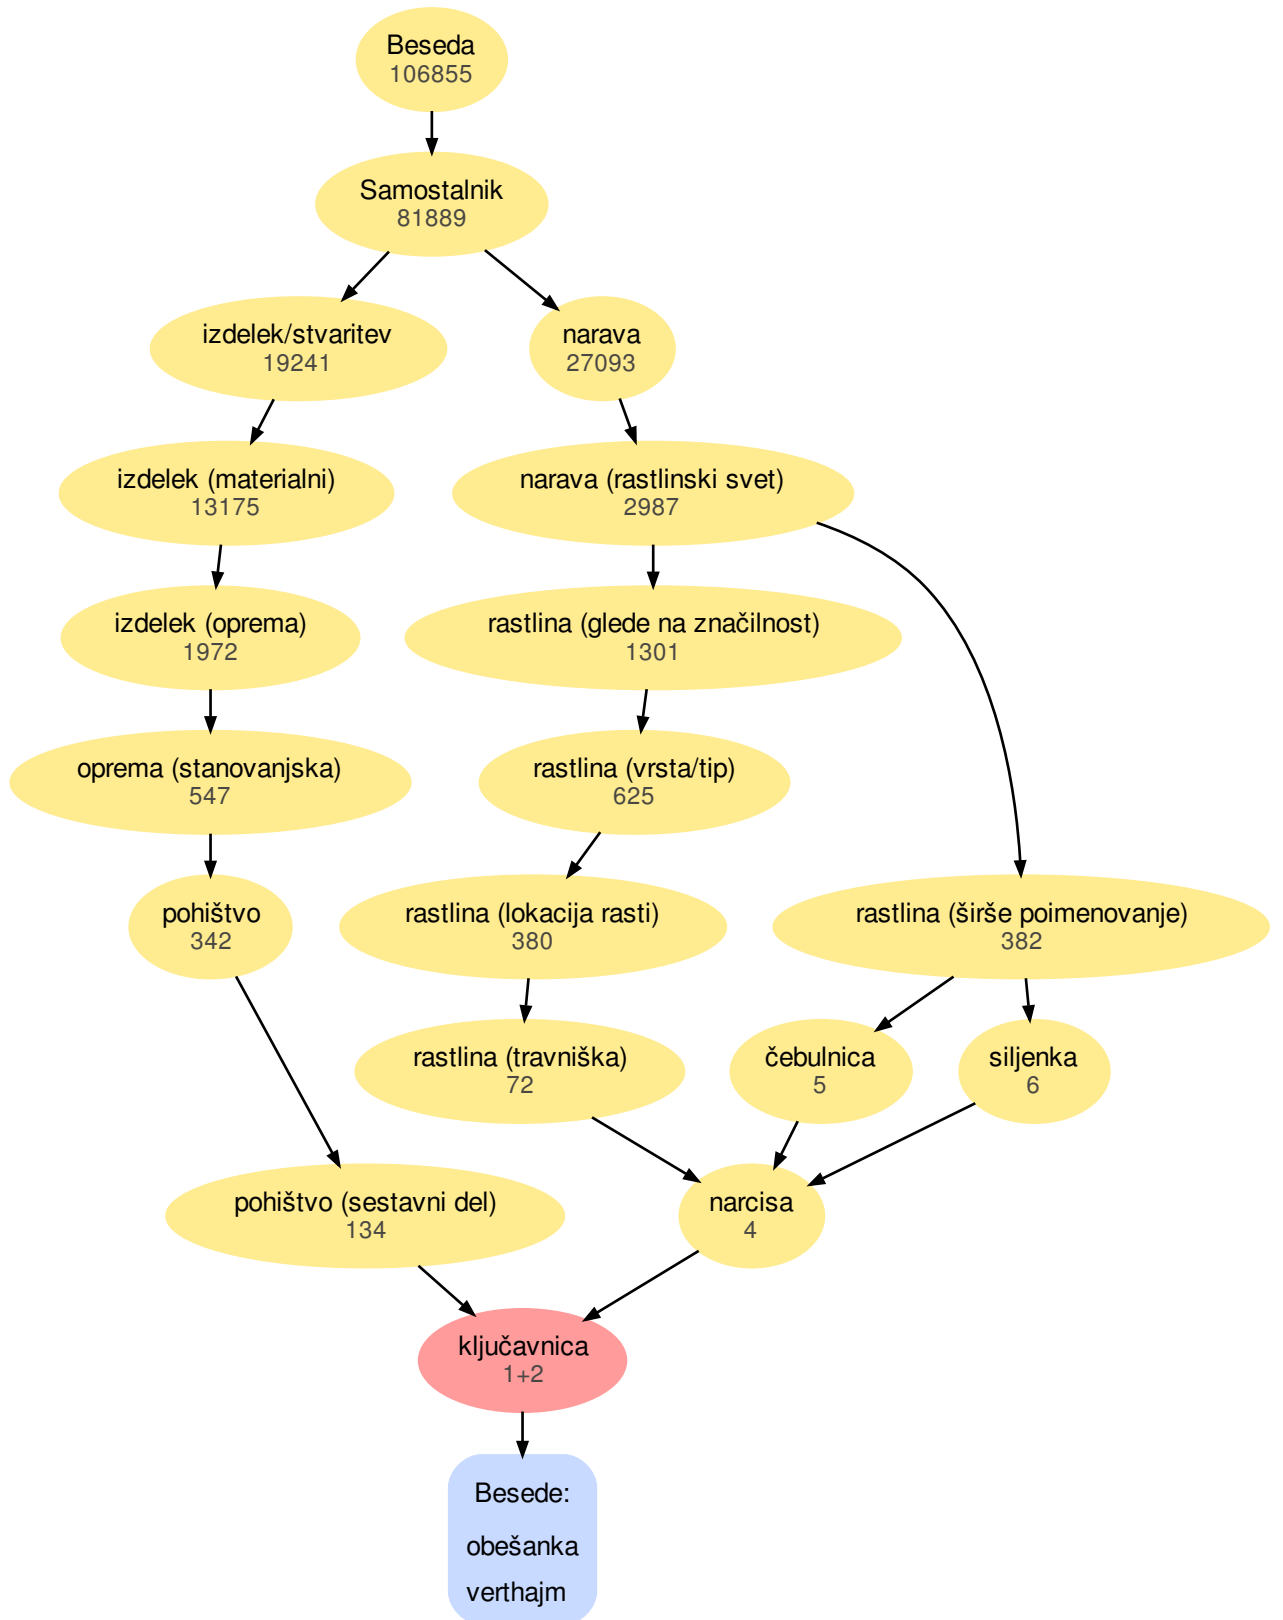 Beseda
106855
Samostalnik
81889
izdelek/stvaritev
19241
narava
27093
izdelek (materialni)
13175
narava (rastlinski svet)
2987
izdelek (oprema)
1972
rastlina (glede na značilnost)
1301
oprema (stanovanjska)
547
rastlina (vrsta/tip)
625
pohištvo
342
rastlina (lokacija rasti)
380
rastlina (širše poimenovanje)
382
rastlina (travniška)
72
čebulnica
5
siljenka
6
pohištvo (sestavni del)
134
narcisa
4
ključavnica
1+2
Besede:
obešanka
verthajm